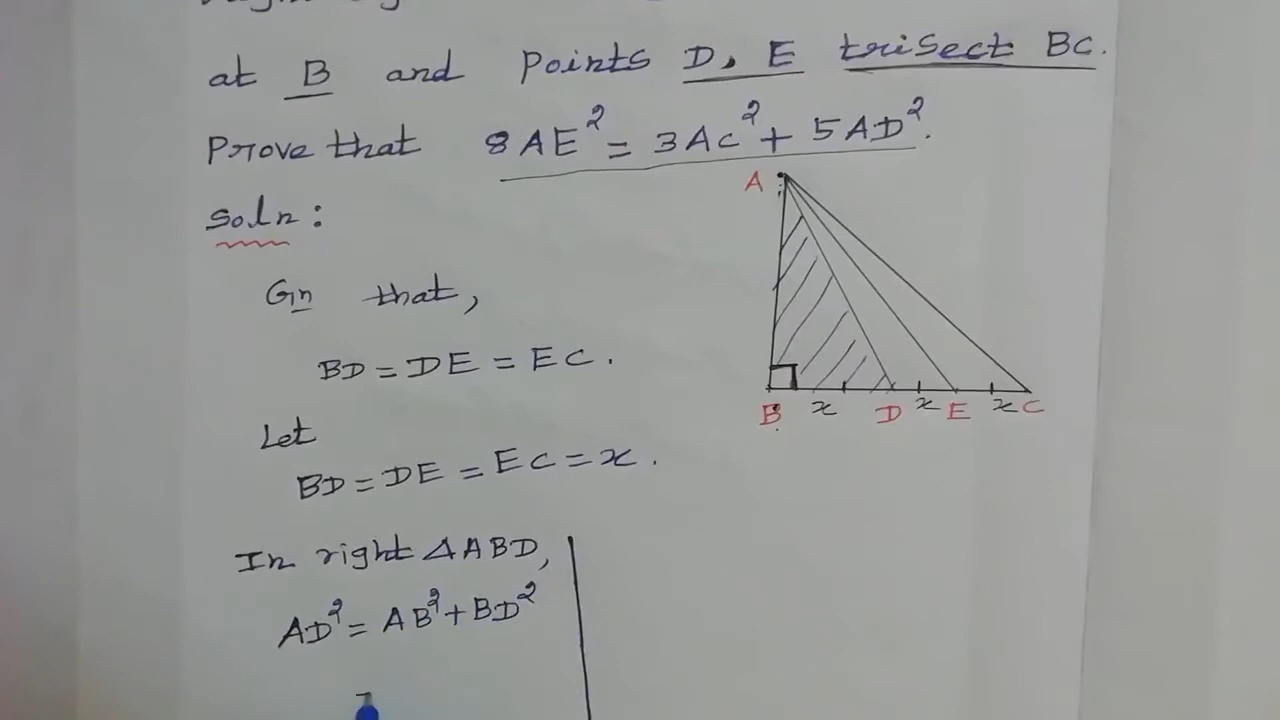 at B and Points D, E trisect BC.
Prove that 8AE² = 3AC² + 5AD².
Soln:
Gn that,
BD = DE = EC.
Let
BD = DE = EC = x.
In right ΔABD,
AD² = AB² + BD²
A
B x D x E x C